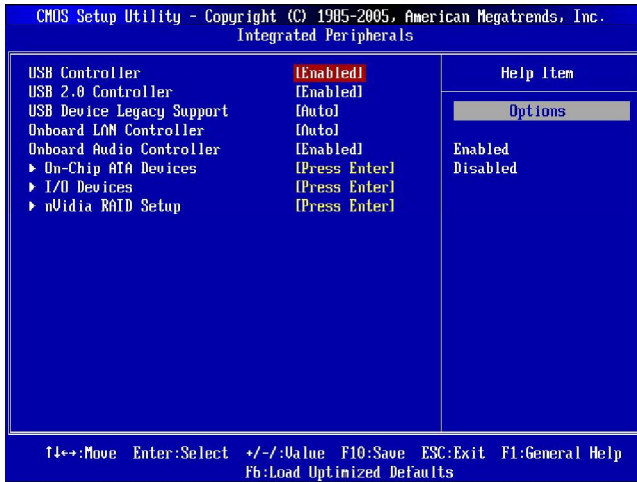 CMOS Setup Utility - Copyright (C) 1985-2005, American Megatrends, Inc.
Integrated Peripherals
USB Controller [Enabled]
USB 2.0 Controller [Enabled]
USB Device Legacy Support [Auto]
Onboard LAN Controller [Auto]
Onboard Audio Controller [Enabled]
▶ On-Chip ATA Devices [Press Enter]
▶ I/O Devices [Press Enter]
▶ nVidia RAID Setup [Press Enter]
Help Item
Options
Enabled
Disabled
↑↓←→:Move Enter:Select +/-/:Value F10:Save ESC:Exit F1:General Help
F6:Load Optimized Defaults